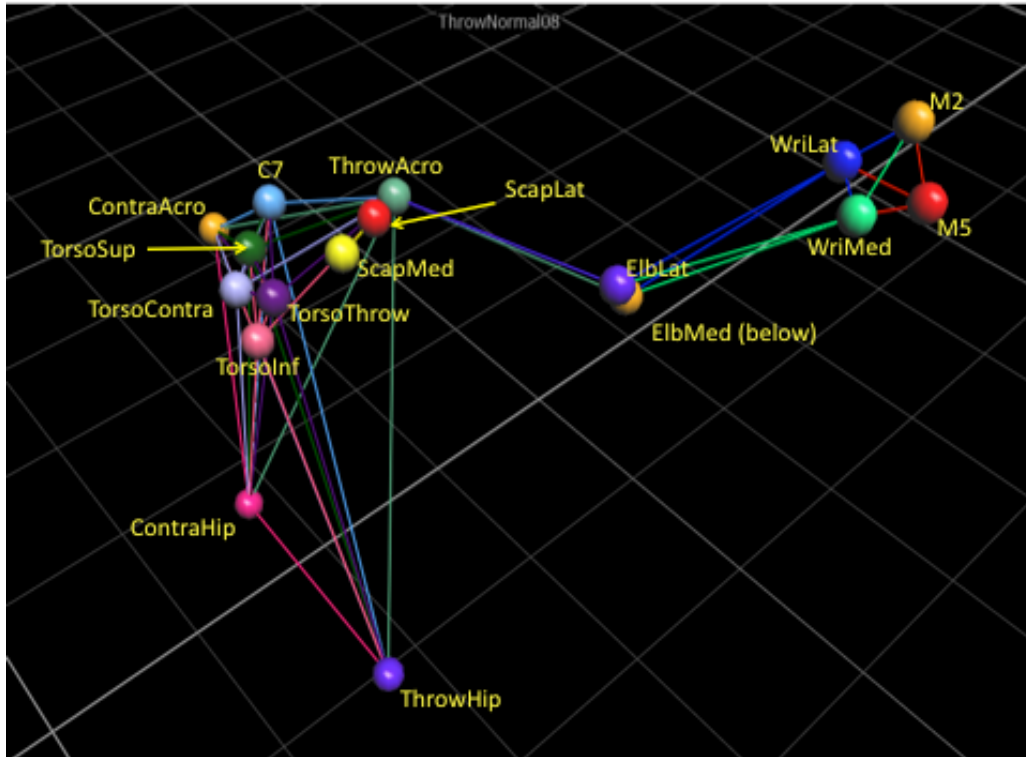 ThrowNormal08
M2
WriLat
C7
ThrowAcro
ScapLat
ContraAcro
M5
WriMed
TorsoSup
ScapMed
ElbLat
TorsoContra
TorsoThrow
ElbMed (below)
TorsoInf
ContraHip
ThrowHip